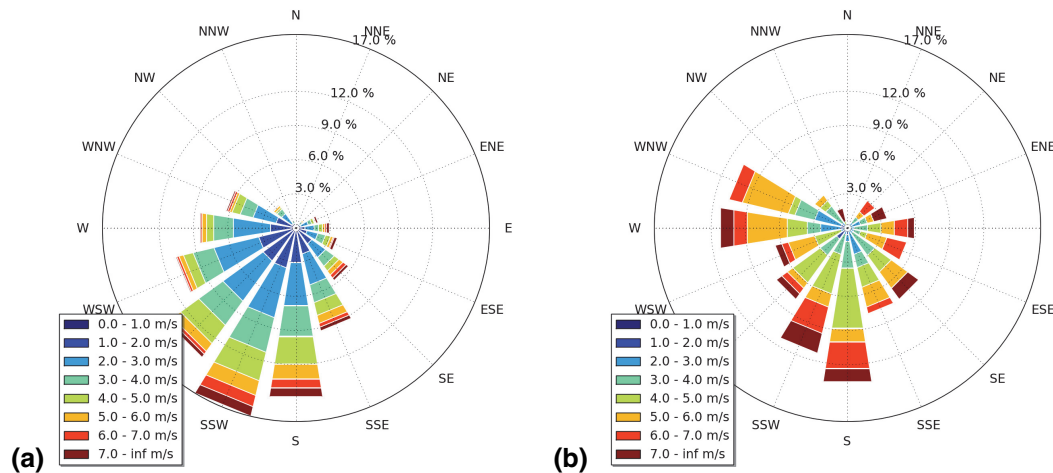 N
NNE
17.0 %
NE
12.0 %
9.0 %
ENE
6.0 %
3.0 %
E
ESE
SE
SSE
S
SSW
WSW
W
WNW
NW
NNW
0.0 - 1.0 m/s
1.0 - 2.0 m/s
2.0 - 3.0 m/s
3.0 - 4.0 m/s
4.0 - 5.0 m/s
5.0 - 6.0 m/s
6.0 - 7.0 m/s
7.0 - inf m/s
(a)
N
NNE
17.0 %
NE
12.0 %
9.0 %
ENE
6.0 %
3.0 %
E
ESE
SE
SSE
S
SSW
WSW
W
WNW
NW
NNW
0.0 - 1.0 m/s
1.0 - 2.0 m/s
2.0 - 3.0 m/s
3.0 - 4.0 m/s
4.0 - 5.0 m/s
5.0 - 6.0 m/s
6.0 - 7.0 m/s
7.0 - inf m/s
(b)